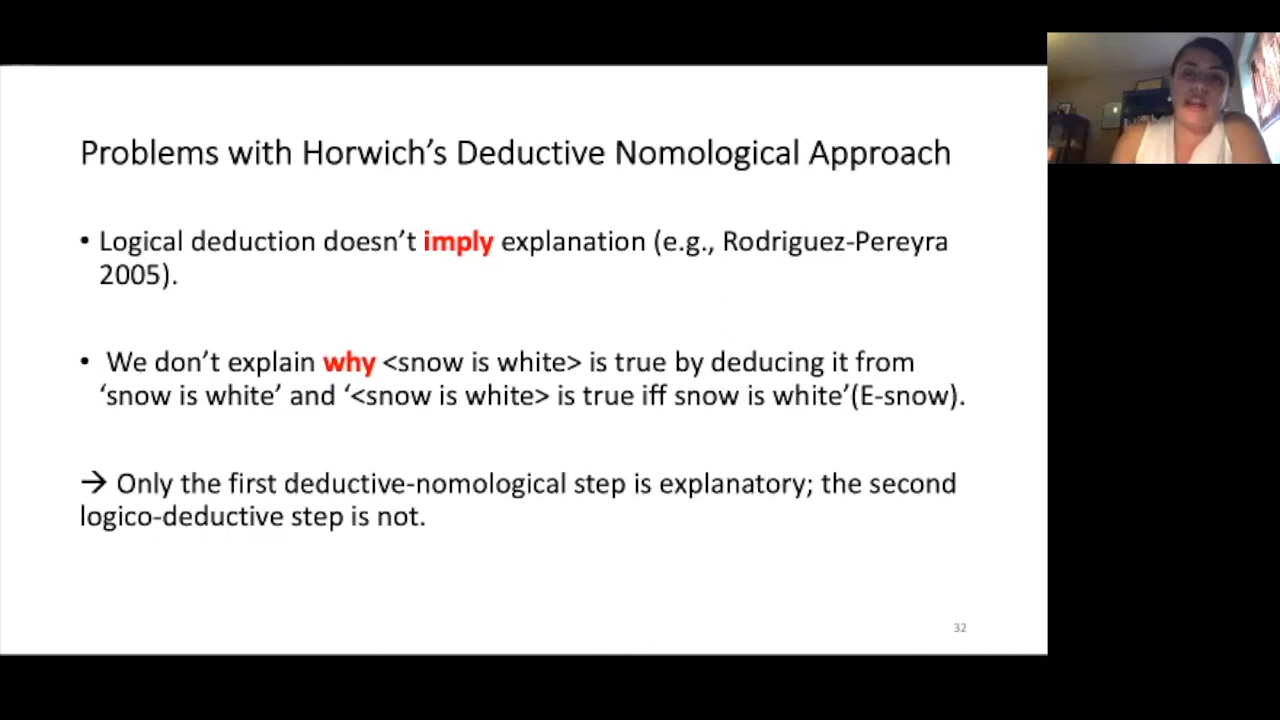 Problems with Horwich’s Deductive Nomological Approach
• Logical deduction doesn’t imply explanation (e.g., Rodriguez-Pereyra
2005).
• We don’t explain why <snow is white> is true by deducing it from
‘snow is white’ and ‘<snow is white> is true iff snow is white’(E-snow).
→ Only the first deductive-nomological step is explanatory; the second
logico-deductive step is not.
32